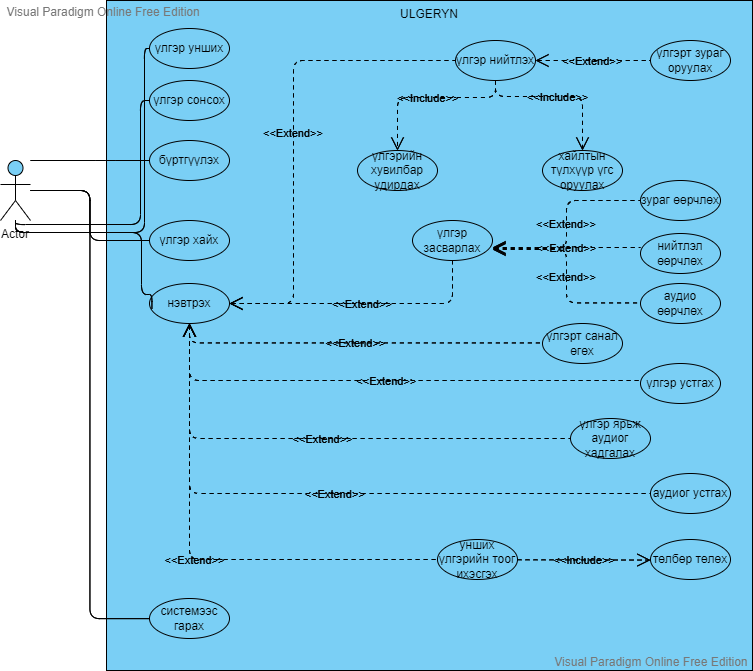 Visual Paradigm Online Free Edition
ULGERYN
үлгэр унших
үлгэр нийтлэх
<<Extend>>
үлгэрт зураг
оруулах
үлгэр сонсох
<<Include>>
<<Include>>
<<Extend>>
бүртгүүлэх
үлгэрийн
хувилбар
удирдах
хайлтын
түлхүүр үгс
оруулах
зураг өөрчлөх
<<Extend>>
Actor
үлгэр хайх
үлгэр
засварлах
<<Extend>>
нийтлэл
өөрчлөх
<<Extend>>
нэвтрэх
<<Extend>>
аудио
өөрчлөх
<<Extend>>
үлгэрт санал
өгөх
<<Extend>>
үлгэр устгах
<<Extend>>
үлгэр ярьж
аудиог
хадгалах
<<Extend>>
аудиог устгах
<<Extend>>
унших
үлгэрийн тоог
ихэсгэх
<<Include>>
төлбөр төлөх
системээс
гарах
Visual Paradigm Online Free Edition